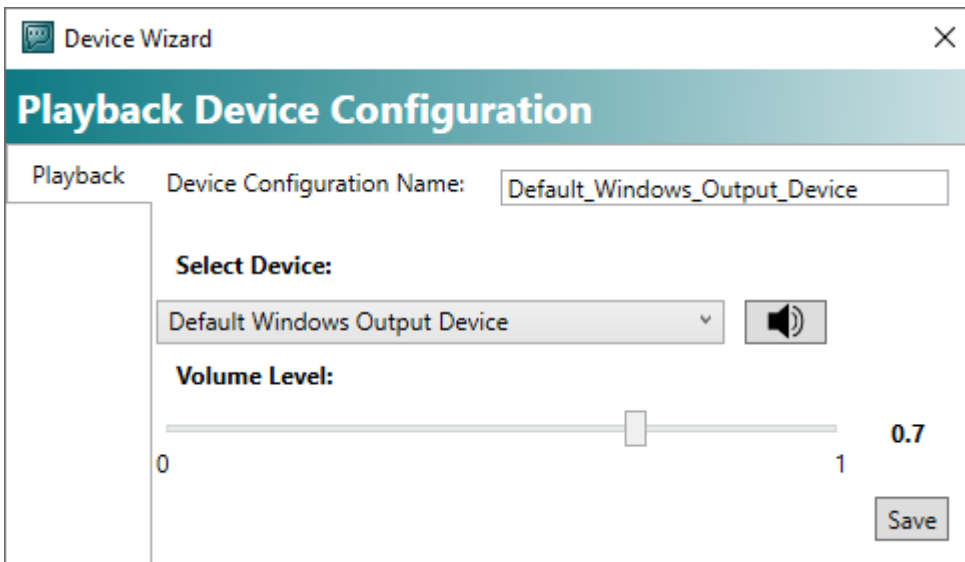 Device Wizard
Playback Device Configuration
Playback
Device Configuration Name: Default_Windows_Output_Device
Select Device:
Default Windows Output Device
Volume Level:
0.7
0 1
Save